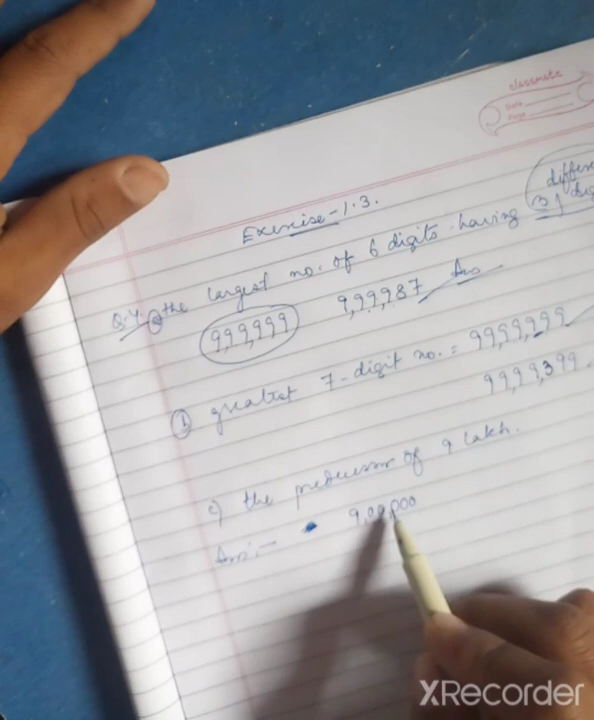 classmate
Date
Page
Exercise-1.3.
Q.4. a the largest no. of 6 digits having 3
digits
9,99,999 9,99,987 Ans
b greatest 7-digit no. = 99,99,999
99,99,399
c) the predecessor of 9 lakh.
Ans:- 9,00,000
XRecorder